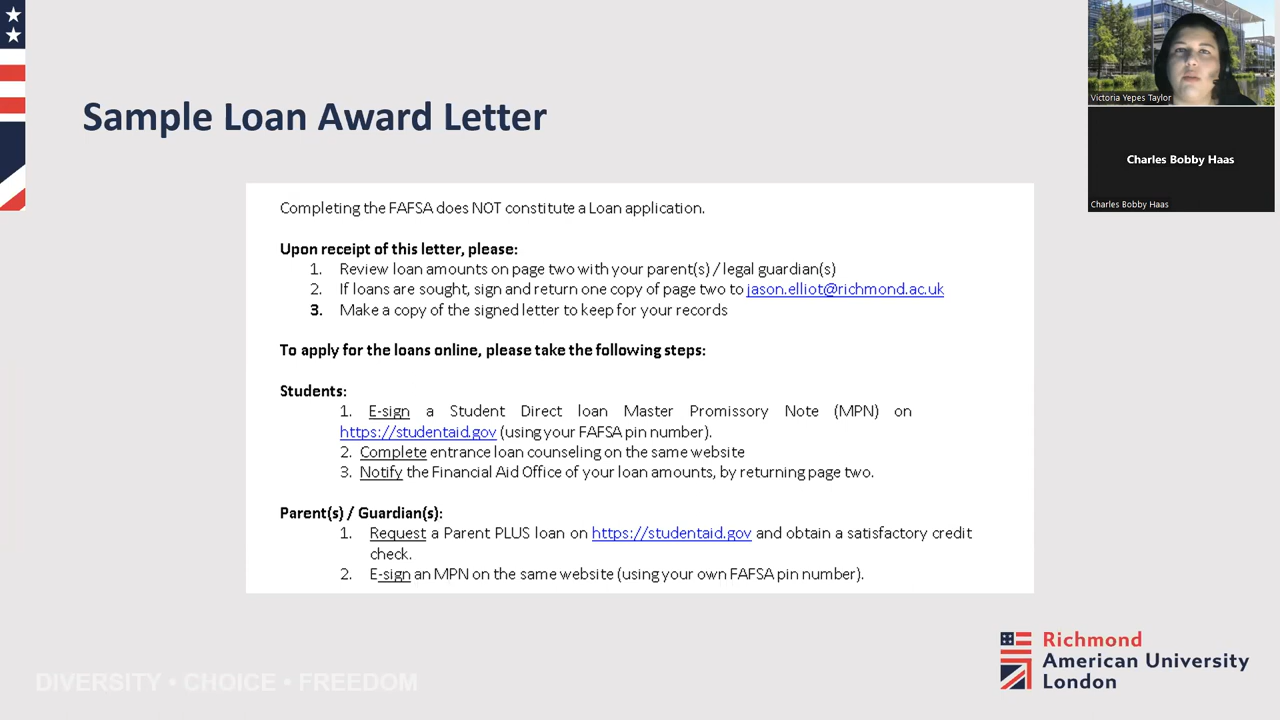 Sample Loan Award Letter
Completing the FAFSA does NOT constitute a Loan application.
Upon receipt of this letter, please:
1. Review loan amounts on page two with your parent(s) / legal guardian(s)
2. If loans are sought, sign and return one copy of page two to jason.elliot@richmond.ac.uk
3. Make a copy of the signed letter to keep for your records
To apply for the loans online, please take the following steps:
Students:
1. E-sign a Student Direct loan Master Promissory Note (MPN) on
https://studentaid.gov (using your FAFSA pin number).
2. Complete entrance loan counseling on the same website
3. Notify the Financial Aid Office of your loan amounts, by returning page two.
Parent(s) / Guardian(s):
1. Request a Parent PLUS loan on https://studentaid.gov and obtain a satisfactory credit
check.
2. E-sign an MPN on the same website (using your own FAFSA pin number).
Victoria Yepes Taylor
Charles Bobby Haas
Charles Bobby Haas
DIVERSITY • CHOICE • FREEDOM
Richmond
American University
London